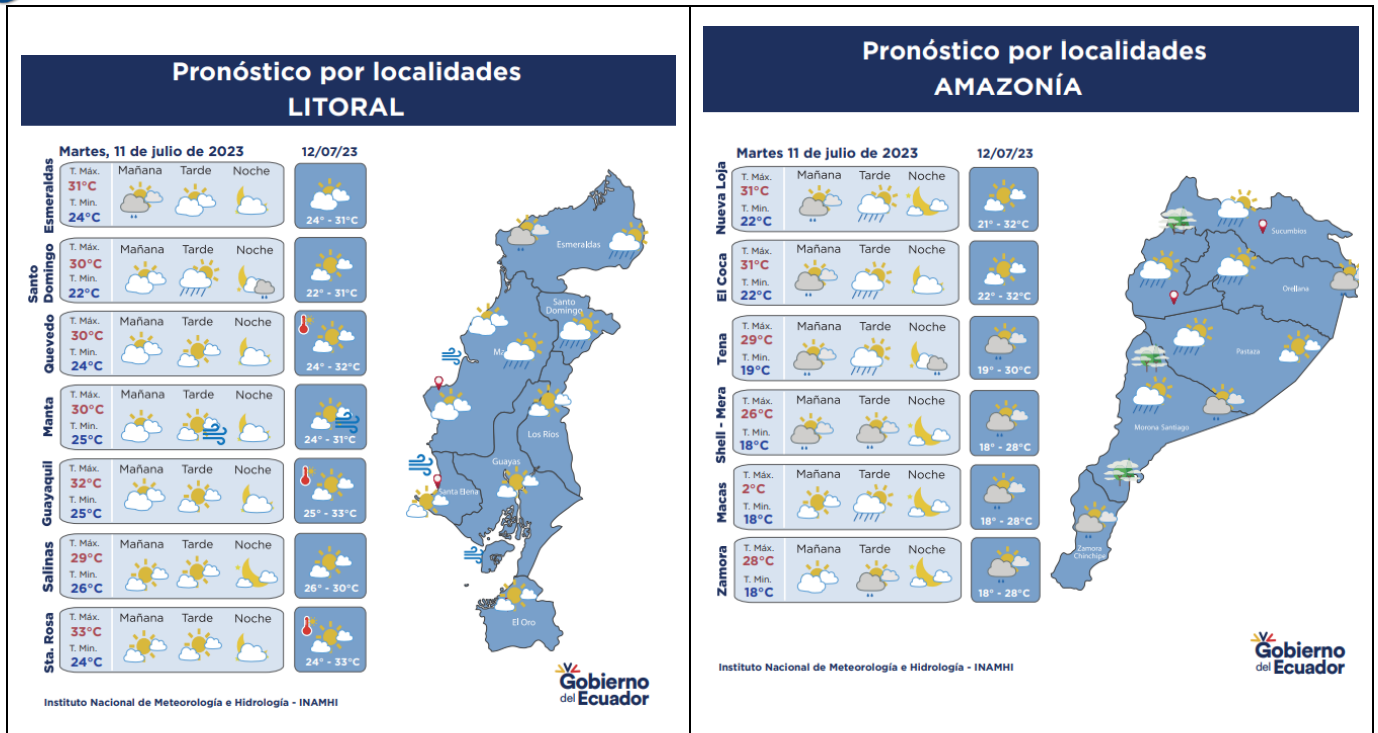 Pronóstico por localidades
LITORAL
Martes, 11 de julio de 2023
12/07/23
Esmeraldas
T. Máx.
31°C
T. Min.
24°C
Mañana Tarde Noche
24° - 31°C
Santo
Domingo
T. Máx.
30°C
T. Min.
22°C
Mañana Tarde Noche
22° - 31°C
Quevedo
T. Máx.
30°C
T. Min.
24°C
Mañana Tarde Noche
24° - 32°C
Manta
T. Máx.
30°C
T. Min.
25°C
Mañana Tarde Noche
24° - 31°C
Guayaquil
T. Máx.
32°C
T. Min.
25°C
Mañana Tarde Noche
25° - 33°C
Salinas
T. Máx.
29°C
T. Min.
26°C
Mañana Tarde Noche
26° - 30°C
Sta. Rosa
T. Máx.
33°C
T. Min.
24°C
Mañana Tarde Noche
24° - 33°C
Esmeraldas
Santo
Domingo
Los Ríos
Guayas
Santa Elena
El Oro
Gobierno
del Ecuador
Instituto Nacional de Meteorología e Hidrología - INAMHI
Pronóstico por localidades
AMAZONÍA
Martes 11 de julio de 2023
12/07/23
Nueva Loja
T. Máx.
31°C
T. Min.
22°C
Mañana Tarde Noche
21° - 32°C
El Coca
T. Máx.
31°C
T. Min.
22°C
Mañana Tarde Noche
22° - 32°C
Tena
T. Máx.
29°C
T. Min.
19°C
Mañana Tarde Noche
19° - 30°C
Shell - Mera
T. Máx.
26°C
T. Min.
18°C
Mañana Tarde Noche
18° - 28°C
Macas
T. Máx.
2°C
T. Min.
18°C
Mañana Tarde Noche
18° - 28°C
Zamora
T. Máx.
28°C
T. Min.
18°C
Mañana Tarde Noche
18° - 28°C
Sucumbíos
Orellana
Pastaza
Morona Santiago
Zamora
Chinchipe
Gobierno
del Ecuador
Instituto Nacional de Meteorología e Hidrología - INAMHI